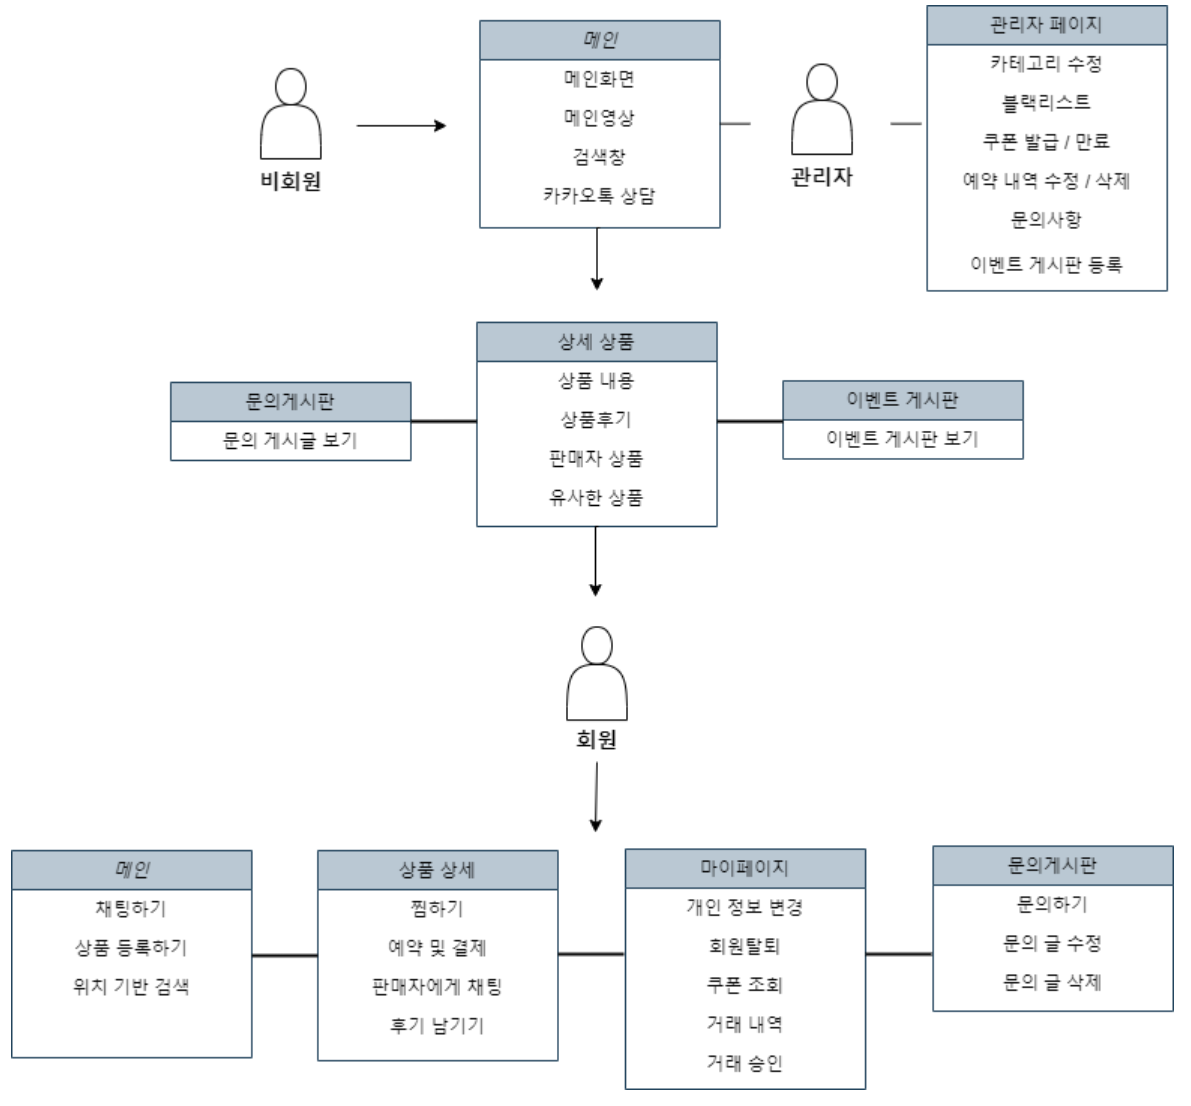 메인
메인화면
메인영상
검색창
카카오톡 상담
비회원
관리자
관리자 페이지
카테고리 수정
블랙리스트
쿠폰 발급 / 만료
예약 내역 수정 / 삭제
문의사항
이벤트 게시판 등록
문의게시판
문의 게시글 보기
상세 상품
상품 내용
상품후기
판매자 상품
유사한 상품
이벤트 게시판
이벤트 게시판 보기
회원
메인
채팅하기
상품 등록하기
위치 기반 검색
상품 상세
찜하기
예약 및 결제
판매자에게 채팅
후기 남기기
마이페이지
개인 정보 변경
회원탈퇴
쿠폰 조회
거래 내역
거래 승인
문의게시판
문의하기
문의 글 수정
문의 글 삭제